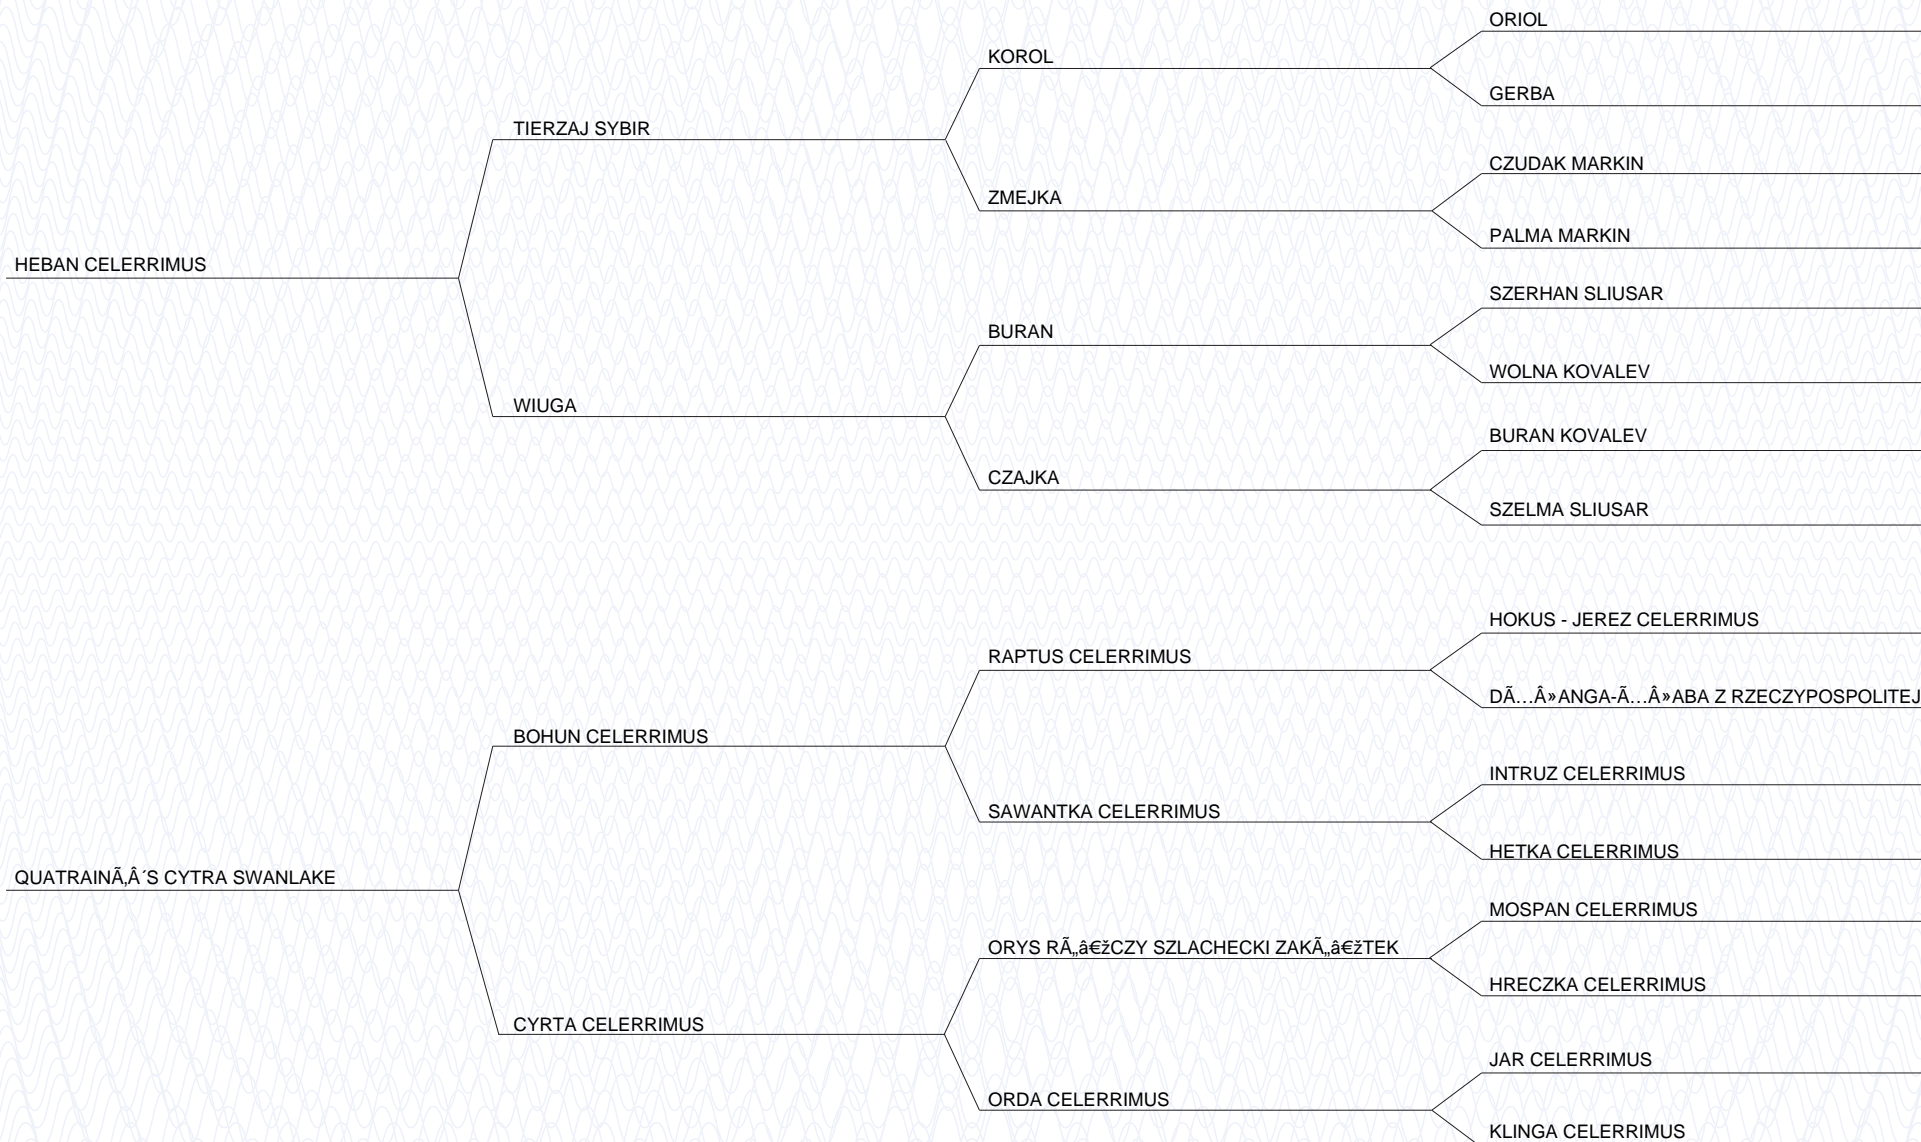 ORIOL
KOROL
GERBA
TIERZAJ SYBIR
CZUDAK MARKIN
ZMEJKA
PALMA MARKIN
HEBAN CELERRIMUS
SZERHAN SLIUSAR
BURAN
WOLNA KOVALEV
WIUGA
BURAN KOVALEV
CZAJKA
SZELMA SLIUSAR
HOKUS - JEREZ CELERRIMUS
RAPTUS CELERRIMUS
DÃ…Â»ANGA-Ã…Â»ABA Z RZECZYPOSPOLITEJ
BOHUN CELERRIMUS
INTRUZ CELERRIMUS
SAWANTKA CELERRIMUS
HETKA CELERRIMUS
QUATRAINÃ‚Â´S CYTRA SWANLAKE
MOSPAN CELERRIMUS
ORYS RÃ„â€žCZY SZLACHECKI ZAKÃ„â€žTEK
HRECZKA CELERRIMUS
CYRTA CELERRIMUS
JAR CELERRIMUS
ORDA CELERRIMUS
KLINGA CELERRIMUS